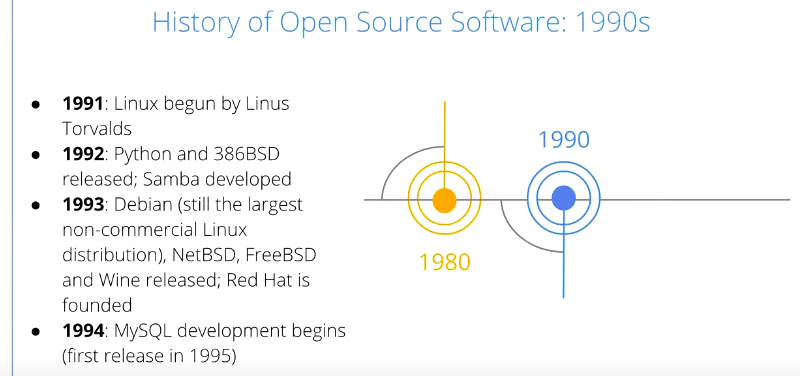 History of Open Source Software: 1990s
● 1991: Linux begun by Linus
Torvalds
● 1992: Python and 386BSD
released; Samba developed
● 1993: Debian (still the largest
non-commercial Linux
distribution), NetBSD, FreeBSD
and Wine released; Red Hat is
founded
● 1994: MySQL development begins
(first release in 1995)
1990
1980